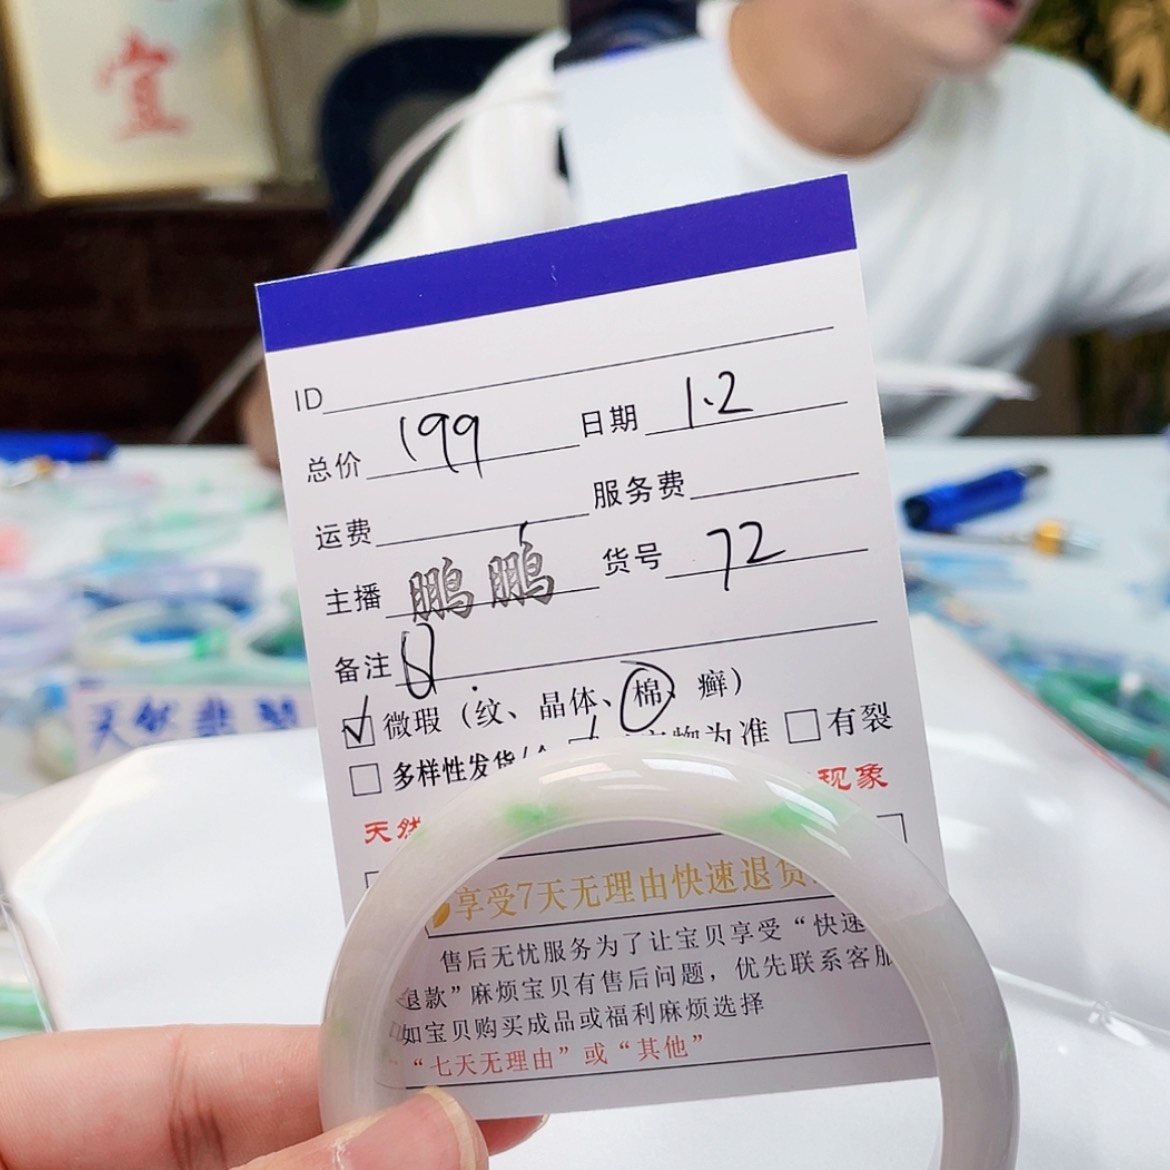 宜
ID
总价 199 日期 1.2
运费 服务费
主播 鹏鹏 货号 72
备注
微瑕（纹、晶体、棉、癣）
多样性发货/个 实物为准 有裂
天然 现象
享受7天无理由快速退货
售后无忧服务为了让宝贝享受“快速
退款”麻烦宝贝有售后问题，优先联系客服
如宝贝购买成品或福利麻烦选择
“七天无理由”或“其他”
天然翡翠